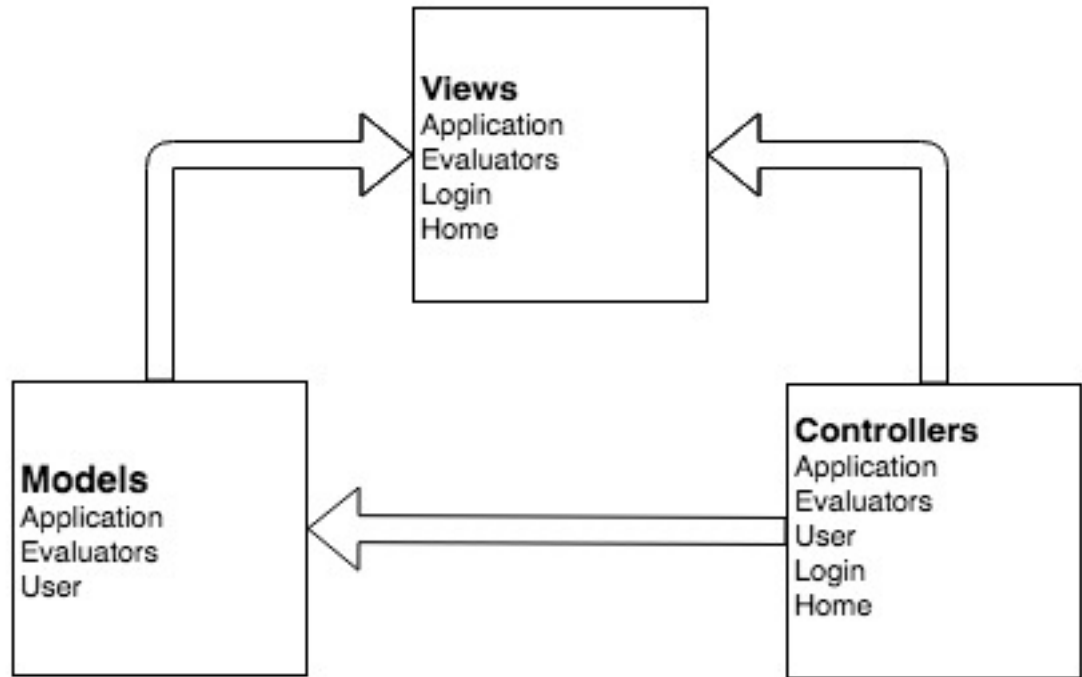 Views
Application
Evaluators
Login
Home
Models
Application
Evaluators
User
Controllers
Application
Evaluators
User
Login
Home